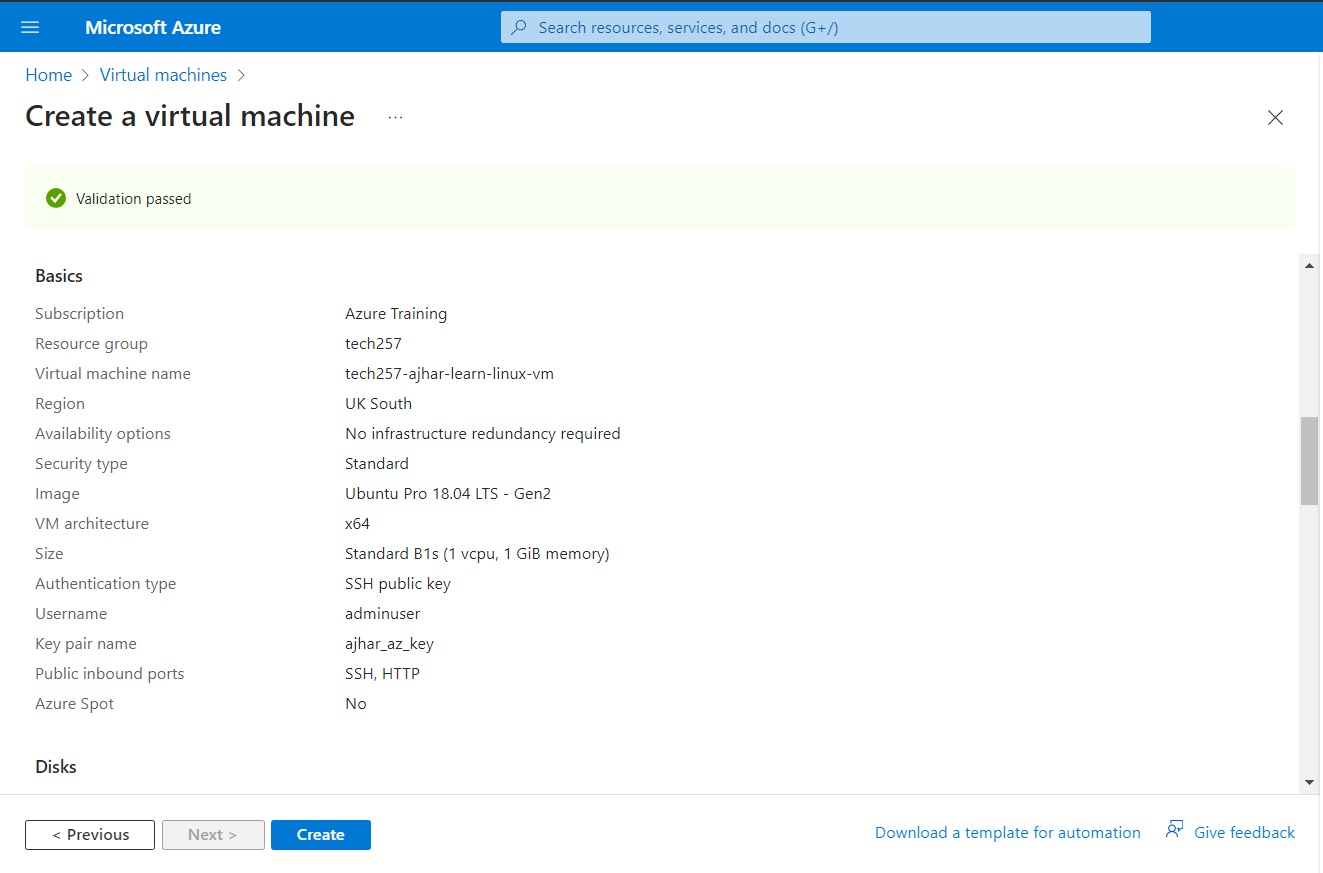 Microsoft Azure
Search resources, services, and docs (G+/)
Home > Virtual machines >
Create a virtual machine ...
Validation passed
Basics
Subscription Azure Training
Resource group tech257
Virtual machine name tech257-ajhar-learn-linux-vm
Region UK South
Availability options No infrastructure redundancy required
Security type Standard
Image Ubuntu Pro 18.04 LTS - Gen2
VM architecture x64
Size Standard B1s (1 vcpu, 1 GiB memory)
Authentication type SSH public key
Username adminuser
Key pair name ajhar_az_key
Public inbound ports SSH, HTTP
Azure Spot No
Disks
< Previous Next > Create Download a template for automation Give feedback